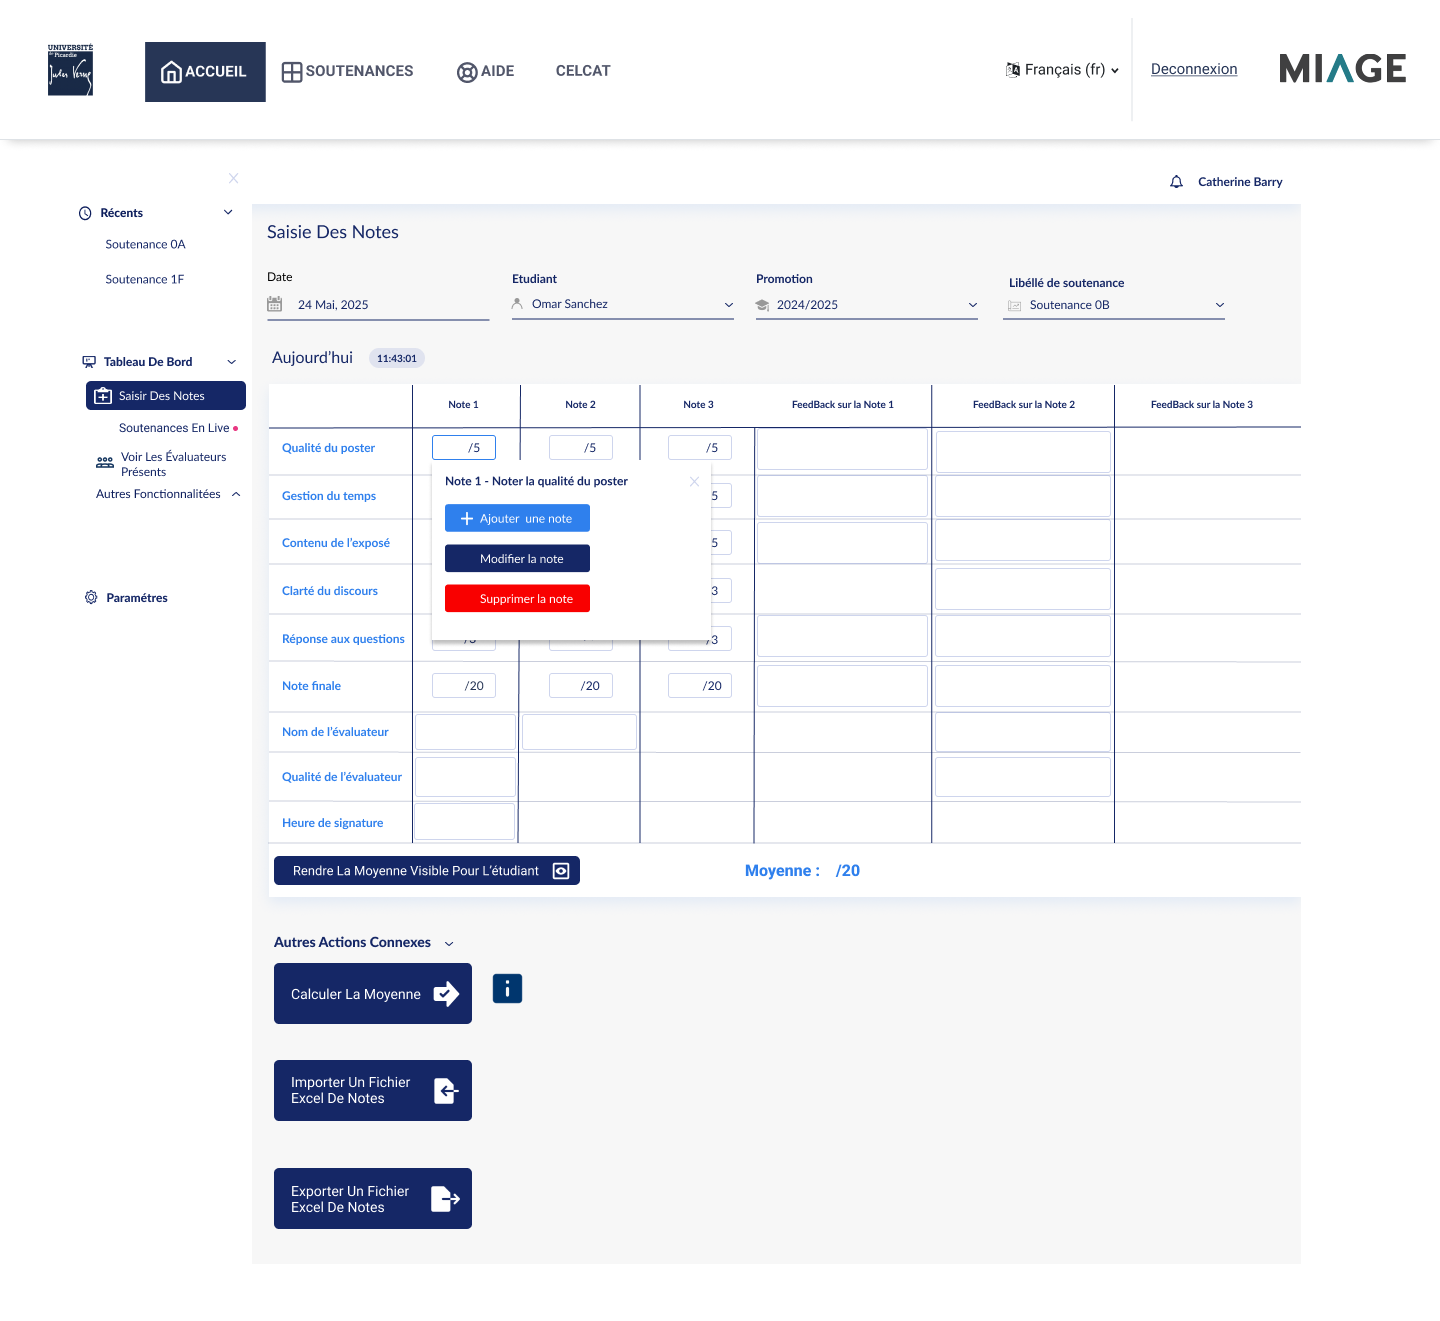 UNIVERSITÉ
de Picardie
Jules Verne
ACCUEIL
SOUTENANCES
AIDE
CELCAT
Français (fr)
Deconnexion
MIAGE
Catherine Barry
Récents
Soutenance 0A
Soutenance 1F
Tableau De Bord
Saisir Des Notes
Soutenances En Live
Voir Les Évaluateurs
Présents
Autres Fonctionnalitées
Paramétres
Saisie Des Notes
Date
Etudiant
Promotion
Libéllé de soutenance
24 Mai, 2025
Omar Sanchez
2024/2025
Soutenance 0B
Aujourd'hui
11:43:01
Note 1
Note 2
Note 3
FeedBack sur la Note 1
FeedBack sur la Note 2
FeedBack sur la Note 3
Qualité du poster
/5
/5
/5
Note 1 - Noter la qualité du poster
Ajouter une note
Modifier la note
Supprimer la note
Gestion du temps
5
Contenu de l'exposé
5
Clarté du discours
3
Réponse aux questions
/3
Note finale
/20
/20
/20
Nom de l'évaluateur
Qualité de l'évaluateur
Heure de signature
Rendre La Moyenne Visible Pour L'étudiant
Moyenne : /20
Autres Actions Connexes
Calculer La Moyenne
i
Importer Un Fichier
Excel De Notes
Exporter Un Fichier
Excel De Notes